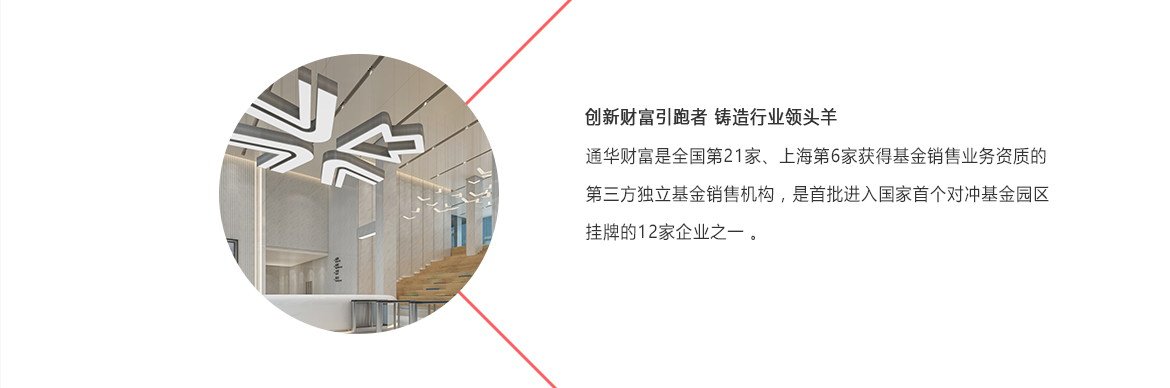 创新财富引跑者 铸造行业领头羊
通华财富是全国第21家、上海第6家获得基金销售业务资质的
第三方独立基金销售机构，是首批进入国家首个对冲基金园区
挂牌的12家企业之一 。